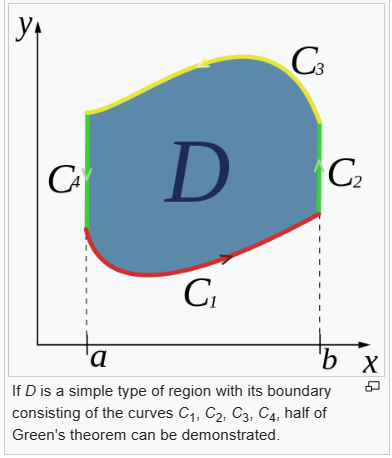 y
C3
C4
D
C2
C1
a
b
x
If D is a simple type of region with its boundary
consisting of the curves C1, C2, C3, C4, half of
Green's theorem can be demonstrated.